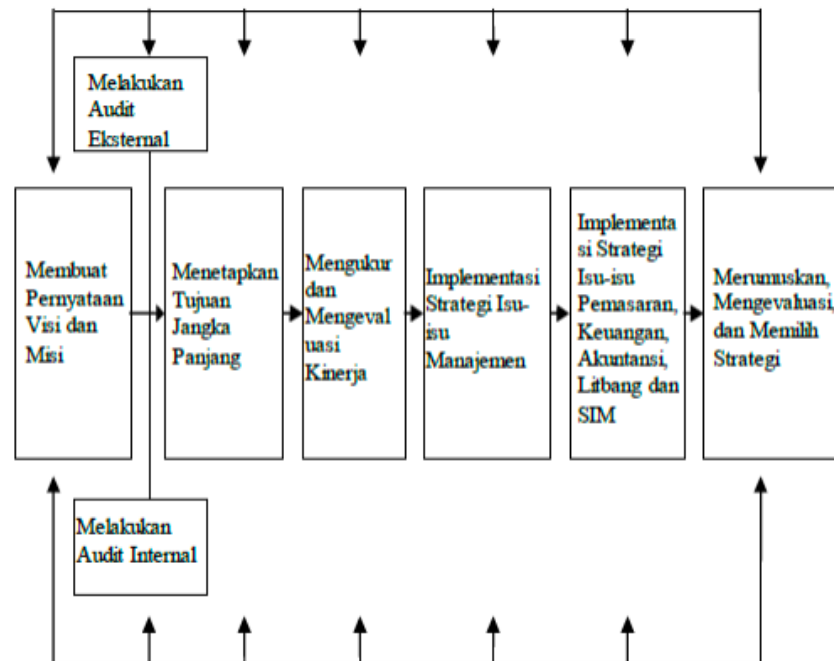 Melakukan
Audit
Eksternal
Membuat
Pernyataan
Visi dan
Misi
Menetapkan
Tujuan
Jangka
Panjang
Mengukur
dan
Mengeval
uasi
Kinerja
Implementasi
Strategi Isu-
isu
Manajemen
Implementa
si Strategi
Isu-isu
Pemasaran,
Keuangan,
Akuntansi,
Litbang dan
SIM
Merumuskan,
Mengevaluasi,
dan Memilih
Strategi
Melakukan
Audit Internal